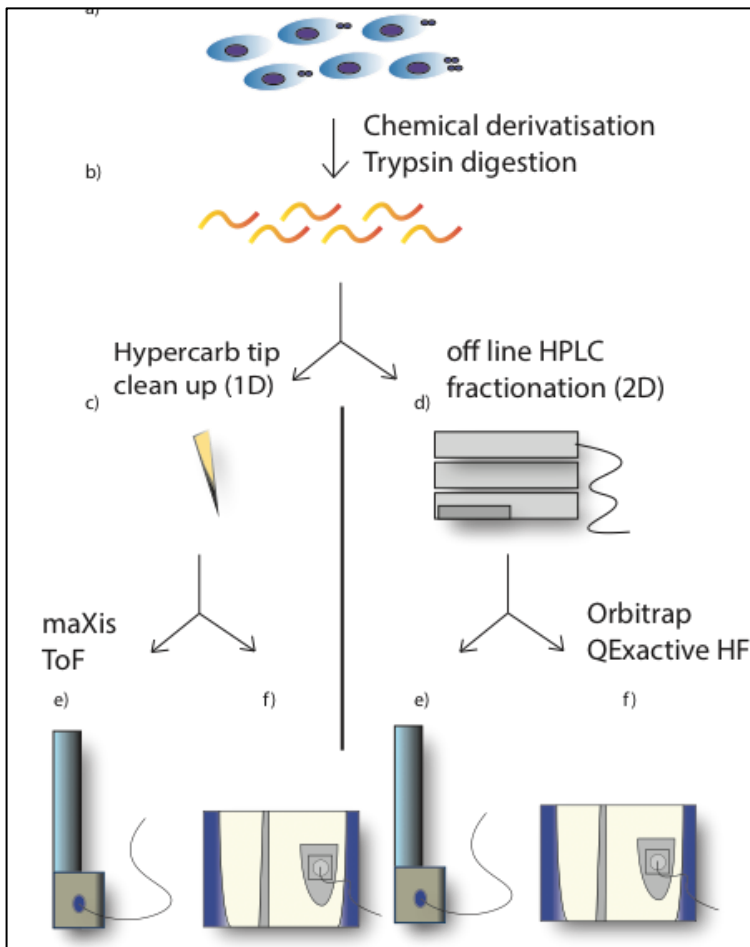 a)
Chemical derivatisation
Trypsin digestion
b)
Hypercarb tip
clean up (1D)
off line HPLC
fractionation (2D)
c)
d)
maXis
ToF
Orbitrap
QExactive HF
e)
f)
e)
f)